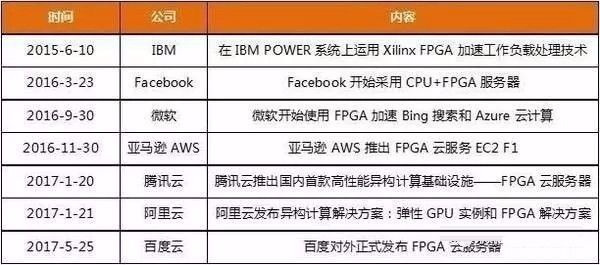 时间 公司 内容
2015-6-10 IBM 在 IBM POWER 系统上运用 Xilinx FPGA 加速工作负载处理技术
2016-3-23 Facebook Facebook 开始采用 CPU+FPGA 服务器
2016-9-30 微软 微软开始使用 FPGA 加速 Bing 搜索和 Azure 云计算
2016-11-30 亚马逊 AWS 亚马逊 AWS 推出 FPGA 云服务 EC2 F1
2017-1-20 腾讯云 腾讯云推出国内首款高性能异构计算基础设施——FPGA 云服务器
2017-1-21 阿里云 阿里云发布异构计算解决方案：弹性 GPU 实例和 FPGA 解决方案
2017-5-25 百度云 百度对外正式发布 FPGA 云服务器